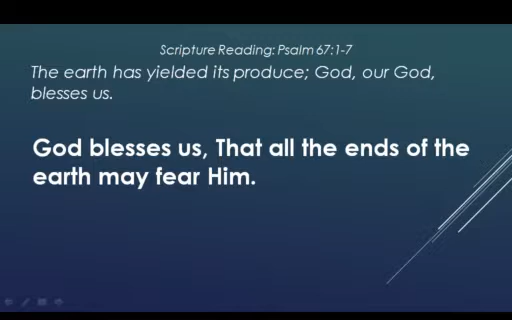 Scripture Reading: Psalm 67:1-7
The earth has yielded its produce; God, our God,
blesses us.
God blesses us, That all the ends of the
earth may fear Him.